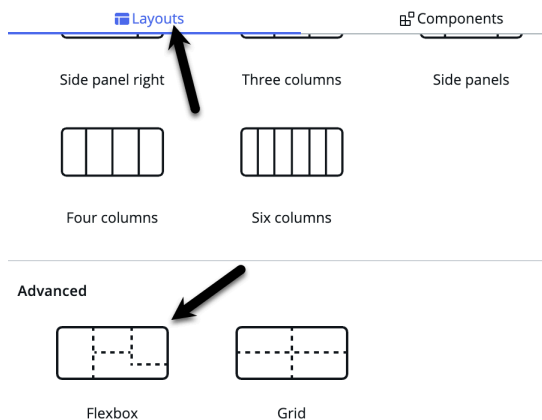 Layouts Components
Side panel right Three columns Side panels
Four columns Six columns
Advanced
Flexbox Grid